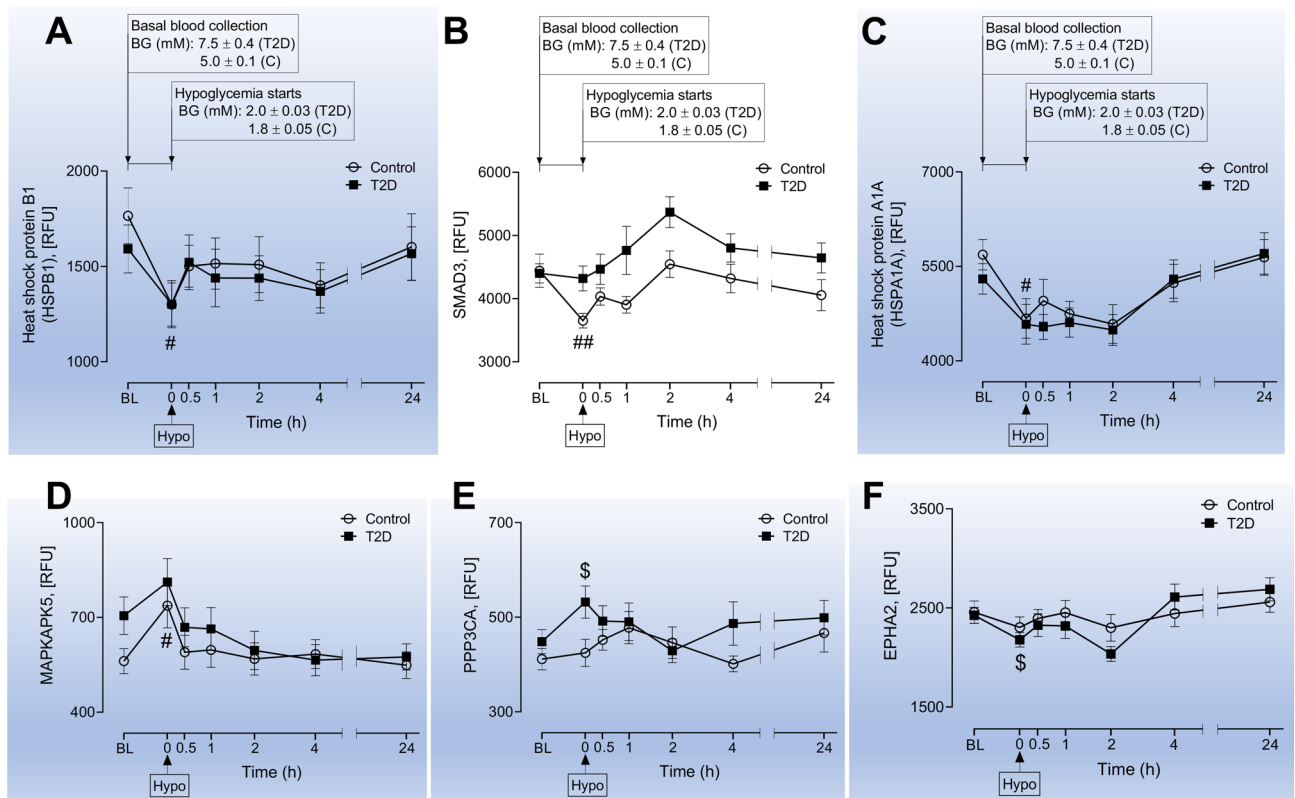 A
Basal blood collection
BG (mM): 7.5 ± 0.4 (T2D)
5.0 ± 0.1 (C)
Hypoglycemia starts
BG (mM): 2.0 ± 0.03 (T2D)
1.8 ± 0.05 (C)
Control
T2D
Heat shock protein B1
(HSPB1), [RFU]
2000
1500
1000
#
BL 0 0.5 1 2 4 24
Time (h)
Hypo
B
Basal blood collection
BG (mM): 7.5 ± 0.4 (T2D)
5.0 ± 0.1 (C)
Hypoglycemia starts
BG (mM): 2.0 ± 0.03 (T2D)
1.8 ± 0.05 (C)
Control
T2D
SMAD3, [RFU]
6000
5000
4000
3000
##
BL 0 0.5 1 2 4 24
Time (h)
Hypo
C
Basal blood collection
BG (mM): 7.5 ± 0.4 (T2D)
5.0 ± 0.1 (C)
Hypoglycemia starts
BG (mM): 2.0 ± 0.03 (T2D)
1.8 ± 0.05 (C)
Control
T2D
Heat shock protein A1A
(HSPA1A), [RFU]
7000
5500
4000
#
BL 0 0.5 1 2 4 24
Time (h)
Hypo
D
Control
T2D
MAPKAPK5, [RFU]
1000
700
400
#
BL 0 0.5 1 2 4 24
Time (h)
Hypo
E
Control
T2D
PPP3CA, [RFU]
700
500
300
$
BL 0 0.5 1 2 4 24
Time (h)
Hypo
F
Control
T2D
EPHA2, [RFU]
3500
2500
1500
$
BL 0 0.5 1 2 4 24
Time (h)
Hypo